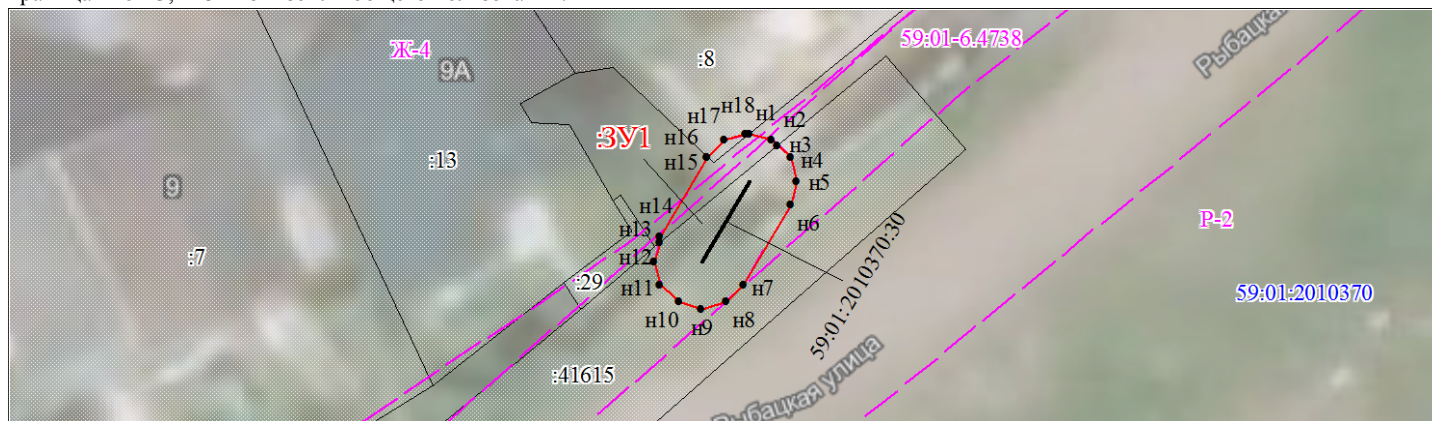 Ж-4
59:01-6.4738
Рыбацкая
:8
9А
н18
н1
н17
н2
:ЗУ1
н16
н3
н15
н4
:13
н5
9
н14
н6
Р-2
н13
:7
н12
:29
н11
н7
59:01:2010370
н10
н8
н9
59:01:2010370:30
:41615
Рыбацкая улица